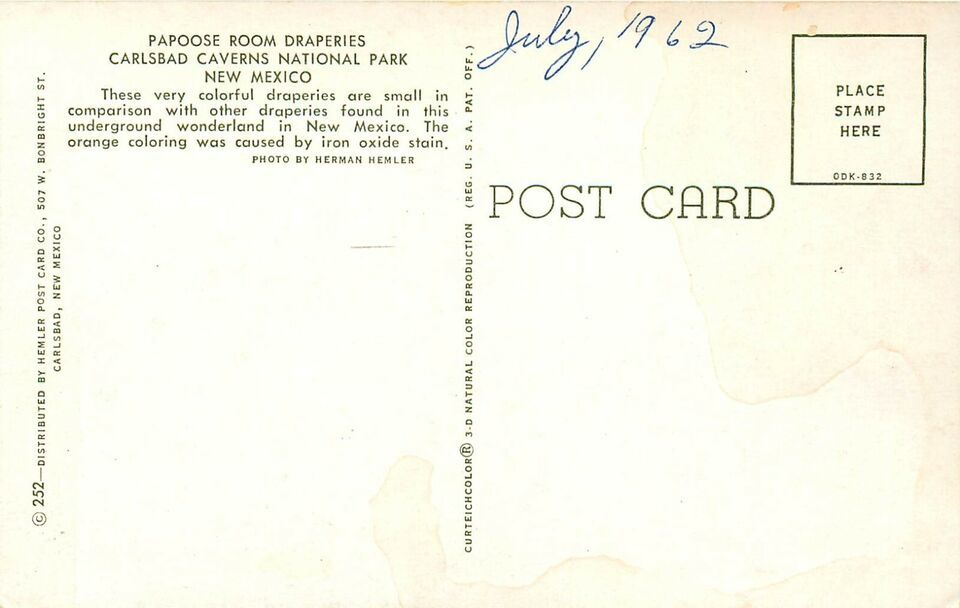 PAPOOSE ROOM DRAPERIES
CARLSBAD CAVERNS NATIONAL PARK
NEW MEXICO
These very colorful draperies are small in
comparison with other draperies found in this
underground wonderland in New Mexico. The
orange coloring was caused by iron oxide stain.
PHOTO BY HERMAN HEMLER
© 252—DISTRIBUTED BY HEMLER POST CARD CO., 507 W. BONBRIGHT ST.
CARLSBAD, NEW MEXICO
CURTEICHCOLOR® 3-D NATURAL COLOR REPRODUCTION (REG. U. S. A. PAT. OFF.)
July, 1962
POST CARD
PLACE
STAMP
HERE
ODK-832